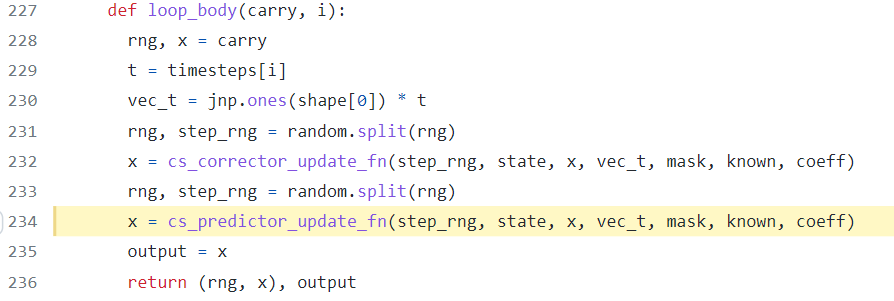 227 def loop_body(carry, i):
228 rng, x = carry
229 t = timesteps[i]
230 vec_t = jnp.ones(shape[0]) * t
231 rng, step_rng = random.split(rng)
232 x = cs_corrector_update_fn(step_rng, state, x, vec_t, mask, known, coeff)
233 rng, step_rng = random.split(rng)
234 x = cs_predictor_update_fn(step_rng, state, x, vec_t, mask, known, coeff)
235 output = x
236 return (rng, x), output